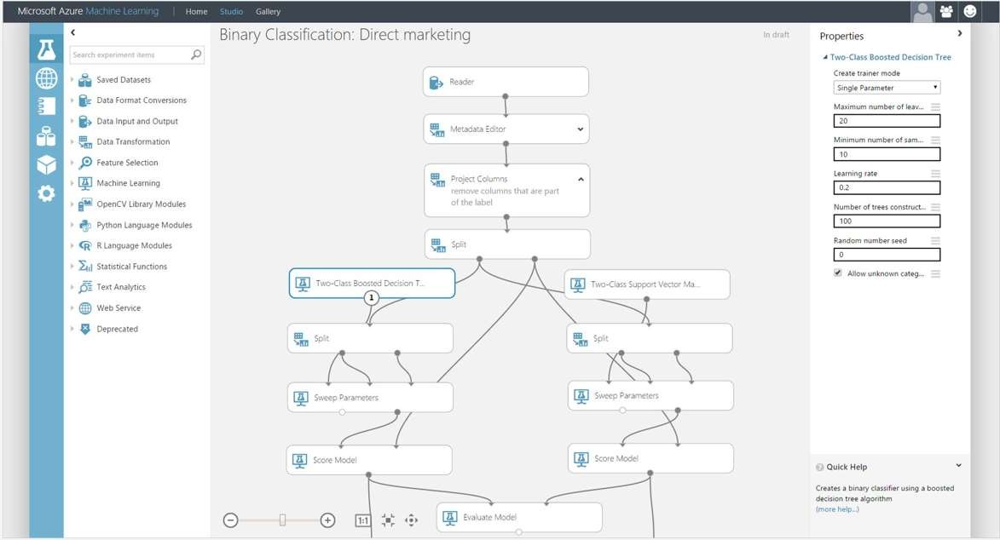 Microsoft Azure Machine Learning | Home Studio Gallery
Search experiment items
Saved Datasets
Data Format Conversions
Data Input and Output
Data Transformation
Feature Selection
Machine Learning
OpenCV Library Modules
Python Language Modules
R Language Modules
Statistical Functions
Text Analytics
Web Service
Deprecated
Binary Classification: Direct marketing
In draft
Reader
Metadata Editor
Project Columns
remove columns that are part
of the label
Split
Two-Class Boosted Decision T...
Two-Class Support Vector Ma...
1
Split
Split
Sweep Parameters
Sweep Parameters
Score Model
Score Model
Evaluate Model
1:1
Properties
Two-Class Boosted Decision Tree
Create trainer mode
Single Parameter
Maximum number of leav...
20
Minimum number of sam...
10
Learning rate
0.2
Number of trees construct...
100
Random number seed
0
Allow unknown categ...
Quick Help
Creates a binary classifier using a boosted
decision tree algorithm
(more help...)